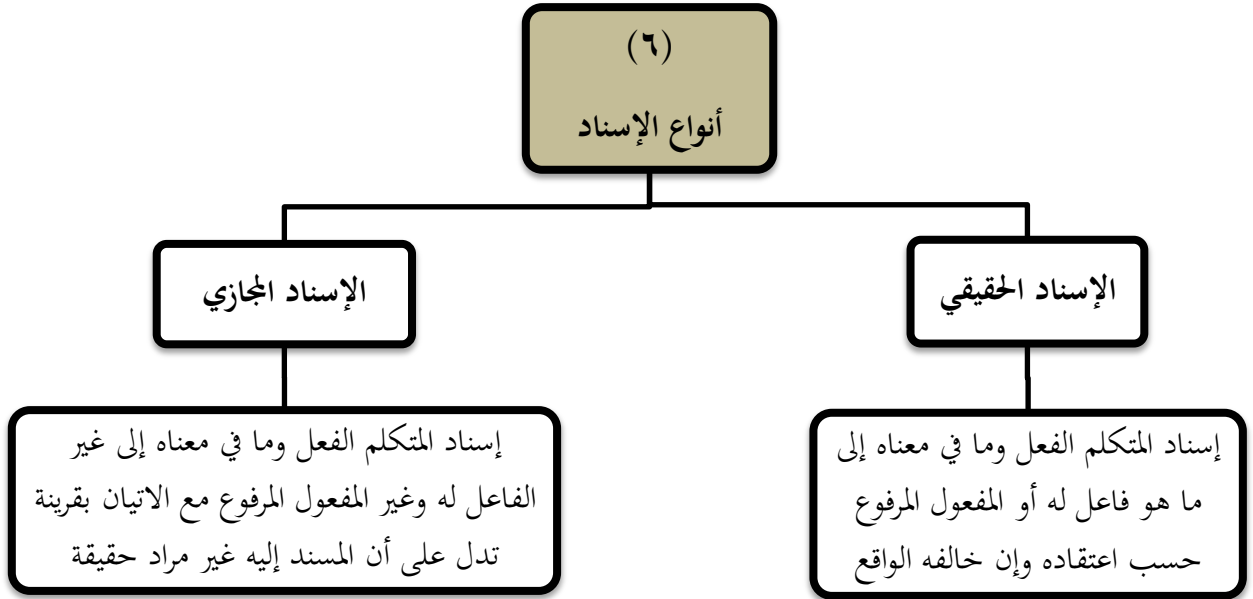 (٦)
أنواع الإسناد
الإسناد الحقيقي
الإسناد المجازي
إسناد المتكلم الفعل وما في معناه إلى
ما هو فاعل له أو المفعول المرفوع
حسب اعتقاده وإن خالفه الواقع
إسناد المتكلم الفعل وما في معناه إلى غير
الفاعل له وغير المفعول المرفوع مع الاتيان بقرينة
تدل على أن المسند إليه غير مراد حقيقة